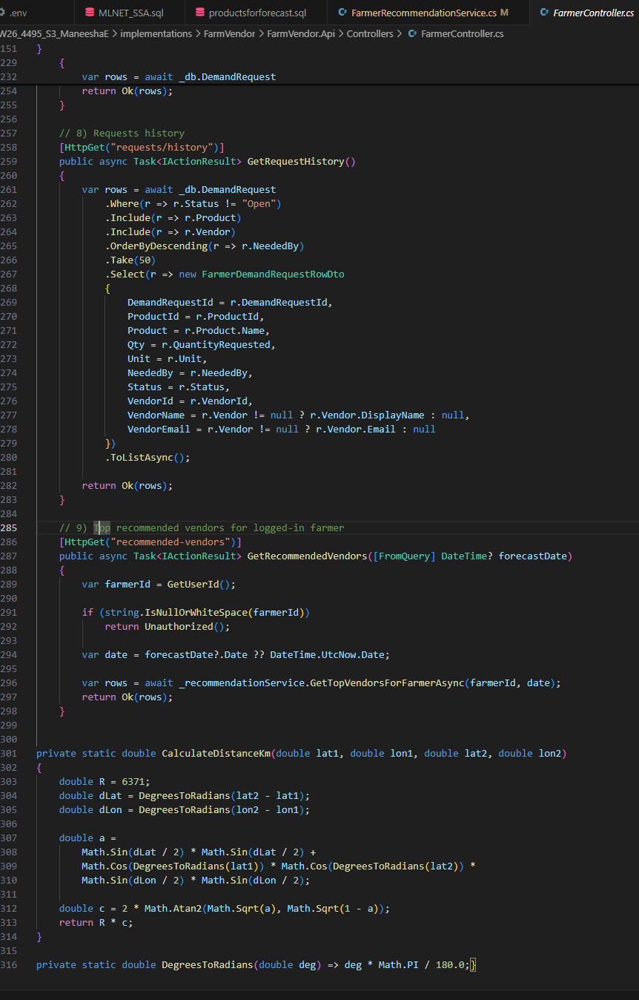 .env MLNET_SSA.sql productsforforecast.sql FarmerRecommendationService.cs M FarmerController.cs
W26_4495_S3_ManeeshaE > implementations > FarmVendor > FarmVendor.Api > Controllers > FarmerController.cs
151 }
229 {
232 var rows = await _db.DemandRequest
254 return Ok(rows);
255 }
256
257 // 8) Requests history
258 [HttpGet("requests/history")]
259 public async Task<IActionResult> GetRequestHistory()
260 {
261 var rows = await _db.DemandRequest
262 .Where(r => r.Status != "Open")
263 .Include(r => r.Product)
264 .Include(r => r.Vendor)
265 .OrderByDescending(r => r.NeededBy)
266 .Take(50)
267 .Select(r => new FarmerDemandRequestRowDto
268 {
269 DemandRequestId = r.DemandRequestId,
270 ProductId = r.ProductId,
271 Product = r.Product.Name,
272 Qty = r.QuantityRequested,
273 Unit = r.Unit,
274 NeededBy = r.NeededBy,
275 Status = r.Status,
276 VendorId = r.VendorId,
277 VendorName = r.Vendor != null ? r.Vendor.DisplayName : null,
278 VendorEmail = r.Vendor != null ? r.Vendor.Email : null
279 })
280 .ToListAsync();
281
282 return Ok(rows);
283 }
284
285 // 9) Top recommended vendors for logged-in farmer
286 [HttpGet("recommended-vendors")]
287 public async Task<IActionResult> GetRecommendedVendors([FromQuery] DateTime? forecastDate)
288 {
289 var farmerId = GetUserId();
290
291 if (string.IsNullOrWhiteSpace(farmerId))
292 return Unauthorized();
293
294 var date = forecastDate?.Date ?? DateTime.UtcNow.Date;
295
296 var rows = await _recommendationService.GetTopVendorsForFarmerAsync(farmerId, date);
297 return Ok(rows);
298 }
299
300
301 private static double CalculateDistanceKm(double lat1, double lon1, double lat2, double lon2)
302 {
303 double R = 6371;
304 double dLat = DegreesToRadians(lat2 - lat1);
305 double dLon = DegreesToRadians(lon2 - lon1);
306
307 double a =
308 Math.Sin(dLat / 2) * Math.Sin(dLat / 2) +
309 Math.Cos(DegreesToRadians(lat1)) * Math.Cos(DegreesToRadians(lat2)) *
310 Math.Sin(dLon / 2) * Math.Sin(dLon / 2);
311
312 double c = 2 * Math.Atan2(Math.Sqrt(a), Math.Sqrt(1 - a));
313 return R * c;
314 }
315
316 private static double DegreesToRadians(double deg) => deg * Math.PI / 180.0;}